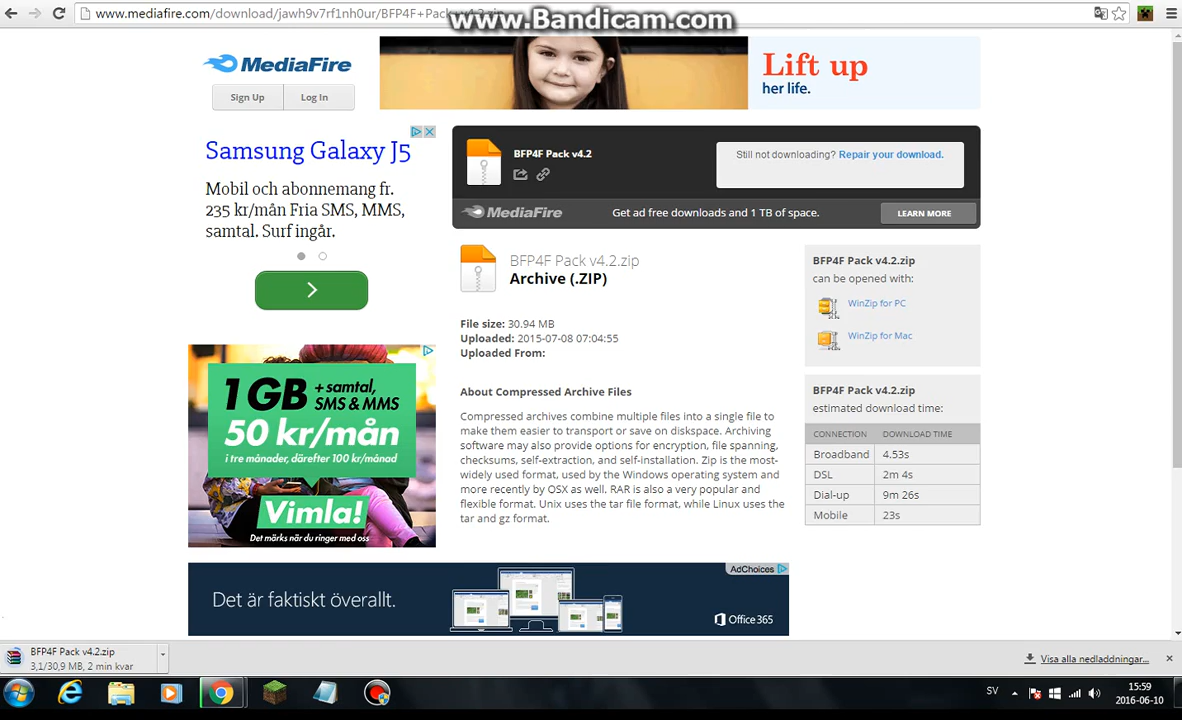 www.mediafire.com/download/jawh9v7rf1nh0ur/BFP4F+Pack+v4.2.zip
www.Bandicam.com
MediaFire
Sign Up
Log In
Lift up
her life.
Samsung Galaxy J5
Mobil och abonnemang fr.
235 kr/mån Fria SMS, MMS,
samtal. Surf ingår.
BFP4F Pack v4.2
Still not downloading? Repair your download.
MediaFire
Get ad free downloads and 1 TB of space.
LEARN MORE
BFP4F Pack v4.2.zip
Archive (.ZIP)
File size: 30.94 MB
Uploaded: 2015-07-08 07:04:55
Uploaded From:
About Compressed Archive Files
Compressed archives combine multiple files into a single file to
make them easier to transport or save on diskspace. Archiving
software may also provide options for encryption, file spanning,
checksums, self-extraction, and self-installation. Zip is the most-
widely used format, used by the Windows operating system and
more recently by OSX as well. RAR is also a very popular and
flexible format. Unix uses the tar file format, while Linux uses the
tar and gz format.
BFP4F Pack v4.2.zip
can be opened with:
WinZip for PC
WinZip for Mac
BFP4F Pack v4.2.zip
estimated download time:
CONNECTION DOWNLOAD TIME
Broadband 4.53s
DSL 2m 4s
Dial-up 9m 26s
Mobile 23s
1 GB + samtal,
SMS & MMS
50 kr/mån
i tre månader, därefter 100 kr/månad
Vimla!
Det märks när du ringer med oss
AdChoices
Det är faktiskt överallt.
Office 365
BFP4F Pack v4.2.zip
3,1/30,9 MB, 2 min kvar
Visa alla nedladdningar...
SV
15:59
2016-06-10